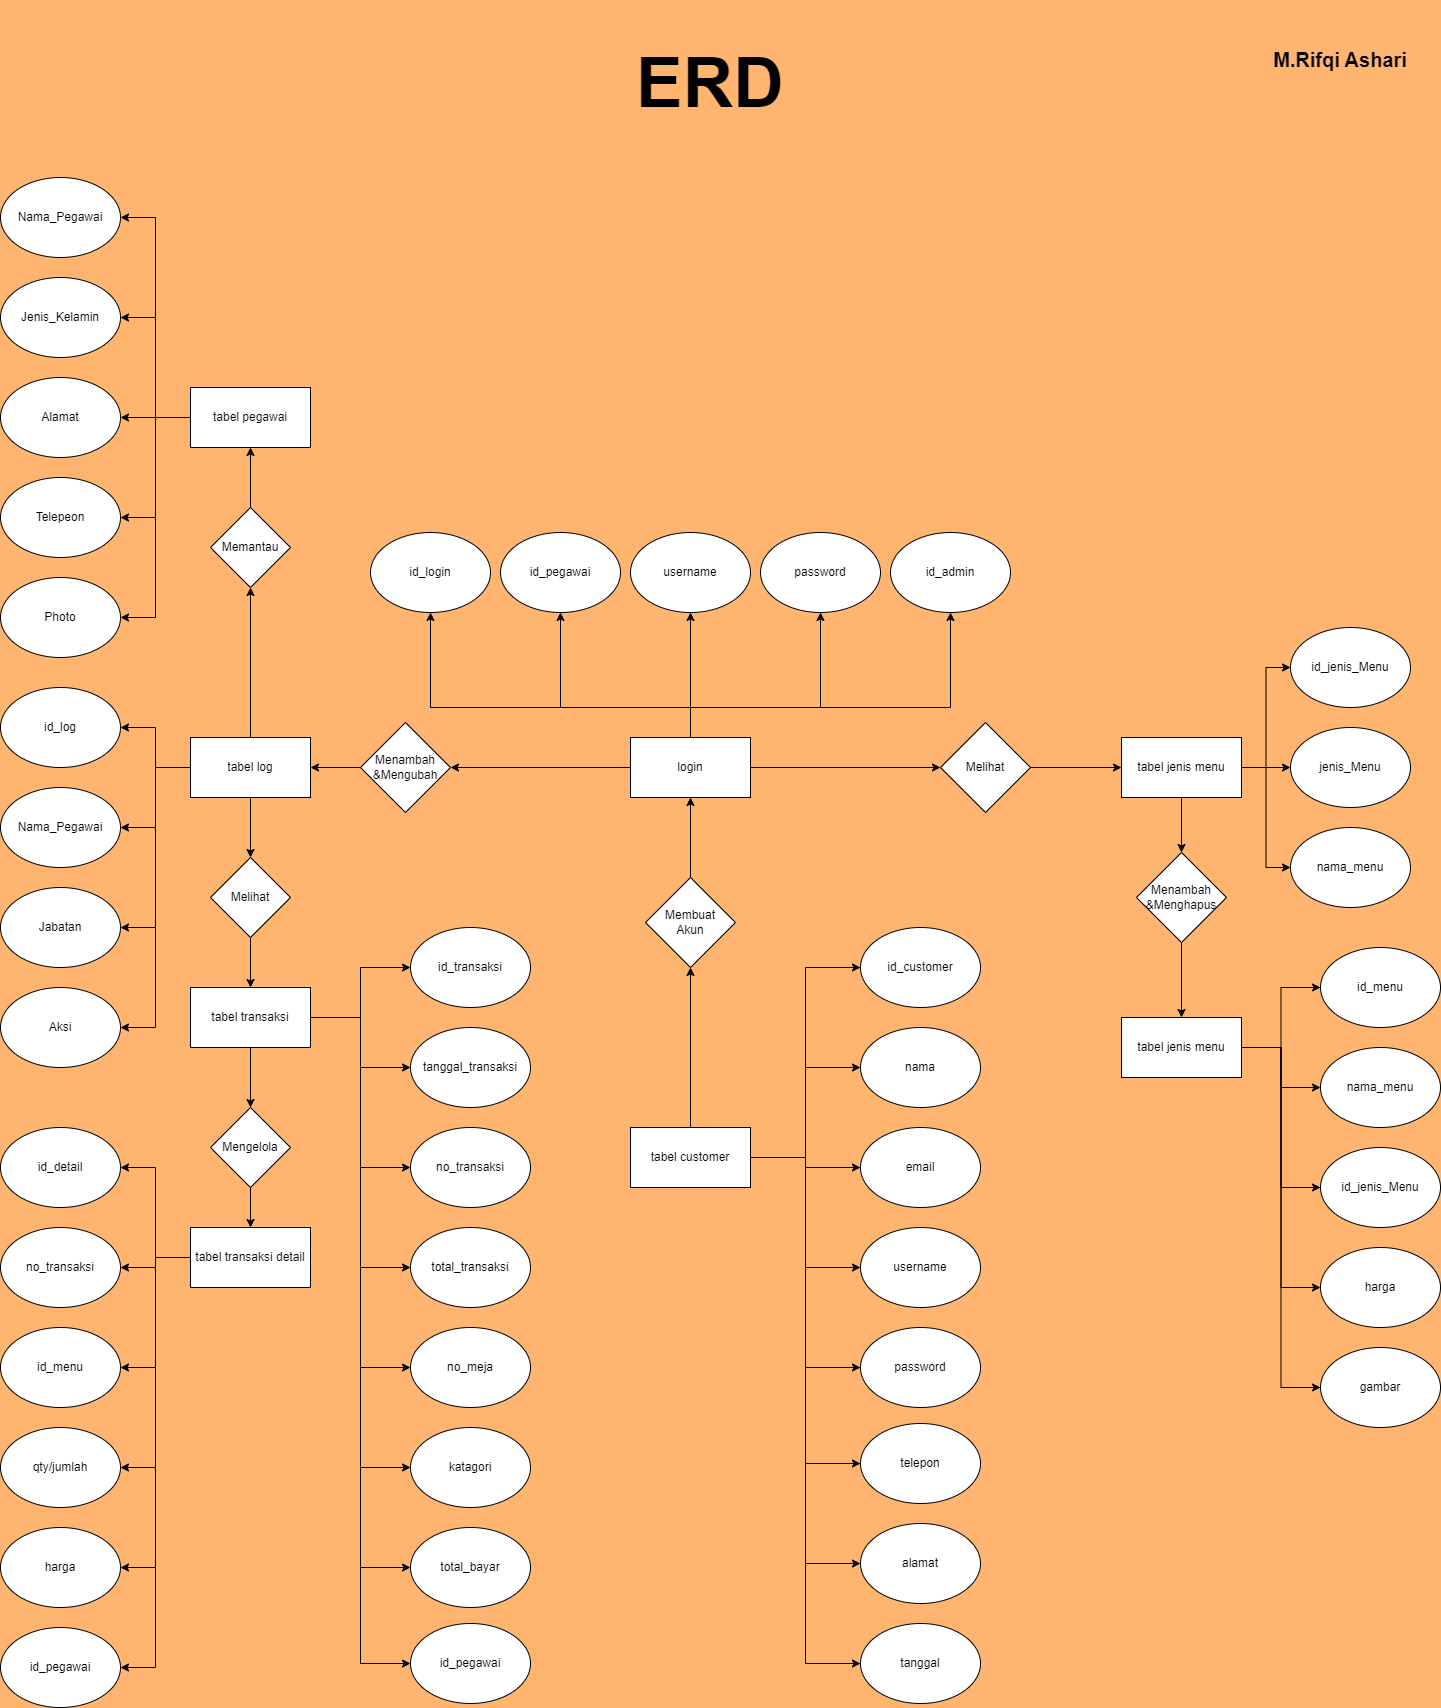 ERD
M.Rifqi Ashari
Nama_Pegawai
Jenis_Kelamin
Alamat
tabel pegawai
Telepeon
Memantau
Photo
id_login
id_pegawai
username
password
id_admin
id_jenis_Menu
id_log
tabel log
Menambah
&Mengubah
login
Melihat
tabel jenis menu
jenis_Menu
Nama_Pegawai
nama_menu
Jabatan
Melihat
Membuat
Akun
Menambah
&Menghapus
id_transaksi
id_customer
id_menu
Aksi
tabel transaksi
tanggal_transaksi
nama
tabel jenis menu
nama_menu
id_detail
Mengelola
no_transaksi
tabel customer
email
id_jenis_Menu
no_transaksi
tabel transaksi detail
total_transaksi
username
harga
id_menu
no_meja
password
gambar
qty/jumlah
katagori
telepon
harga
total_bayar
alamat
id_pegawai
id_pegawai
tanggal